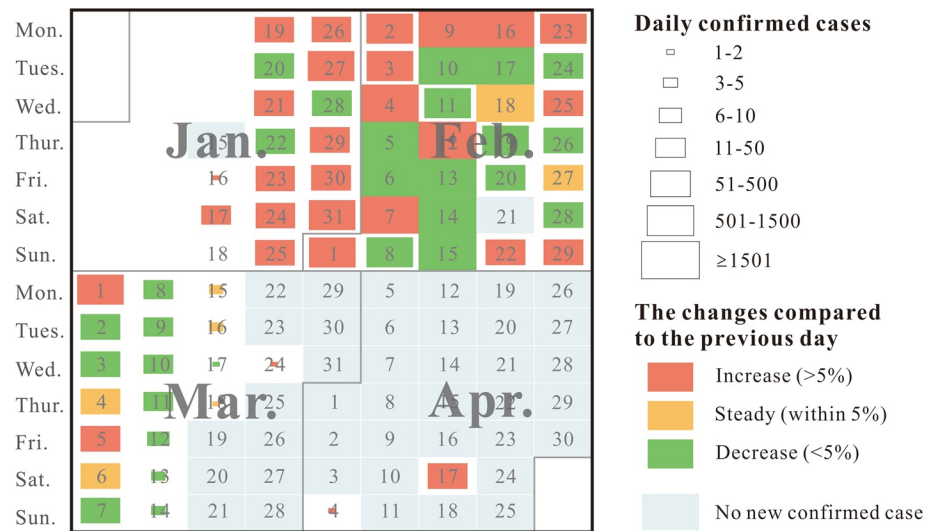 Mon. 19 26 2 9 16 23
Tues. 20 27 3 10 17 24
Wed. 21 28 4 11 18 25
Thur. 15 22 29 5 12 19 26
Jan. Feb.
Fri. 16 23 30 6 13 20 27
Sat. 17 24 31 7 14 21 28
Sun. 18 25 1 8 15 22 29
Mon. 1 8 15 22 29 5 12 19 26
Tues. 2 9 16 23 30 6 13 20 27
Wed. 3 10 17 24 31 7 14 21 28
Thur. 4 11 18 25 1 8 15 22 29
Mar. Apr.
Fri. 5 12 19 26 2 9 16 23 30
Sat. 6 13 20 27 3 10 17 24
Sun. 7 14 21 28 4 11 18 25
Daily confirmed cases
1-2
3-5
6-10
11-50
51-500
501-1500
≥1501
The changes compared
to the previous day
Increase (>5%)
Steady (within 5%)
Decrease (<5%)
No new confirmed case